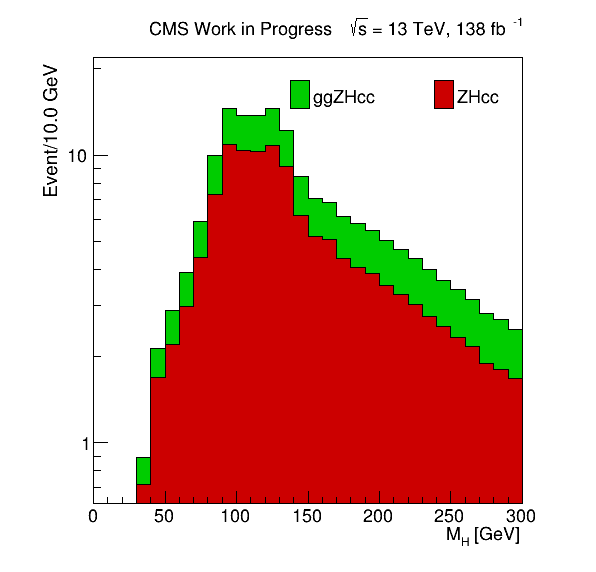 CMS Work in Progress √s = 13 TeV, 138 fb⁻¹
Event/10.0 GeV
ggZHcc ZHcc
10
1
0 50 100 150 200 250 300
M_H [GeV]